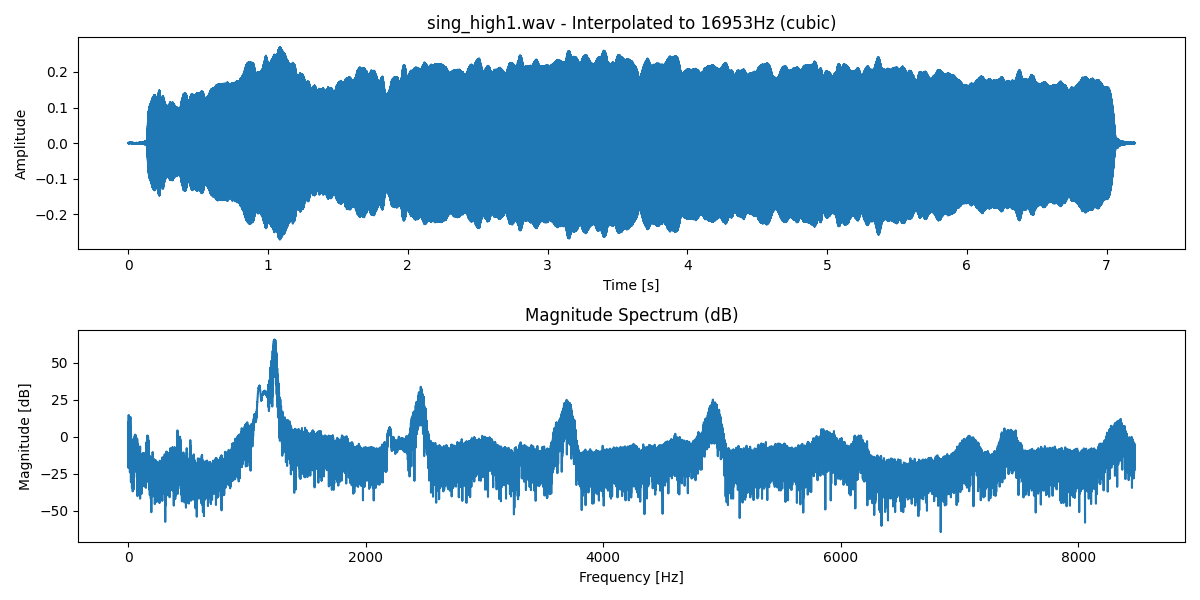 sing_high1.wav - Interpolated to 16953Hz (cubic)
0.2
0.1
0.0
−0.1
−0.2
Amplitude
0 1 2 3 4 5 6 7
Time [s]
Magnitude Spectrum (dB)
50
25
0
−25
−50
Magnitude [dB]
0 2000 4000 6000 8000
Frequency [Hz]